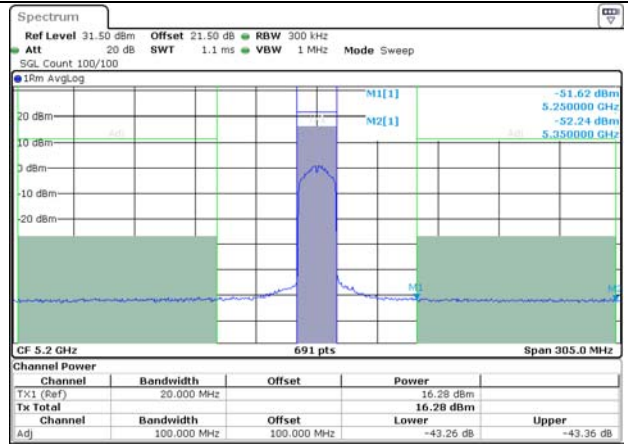 Spectrum
Ref Level 31.50 dBm Offset 21.50 dB RBW 300 kHz
Att 20 dB SWT 1.1 ms VBW 1 MHz Mode Sweep
SGL Count 100/100
1Rm AvgLog
M1[1] -51.62 dBm
5.250000 GHz
20 dBm M2[1] -52.24 dBm
Adj Adj 5.350000 GHz
10 dBm
0 dBm
-10 dBm
-20 dBm
M1 M2
CF 5.2 GHz 691 pts Span 305.0 MHz
Channel Power
Channel Bandwidth Offset Power
TX1 (Ref) 20.000 MHz 16.28 dBm
Tx Total 16.28 dBm
Channel Bandwidth Offset Lower Upper
Adj 100.000 MHz 100.000 MHz -43.26 dB -43.36 dB